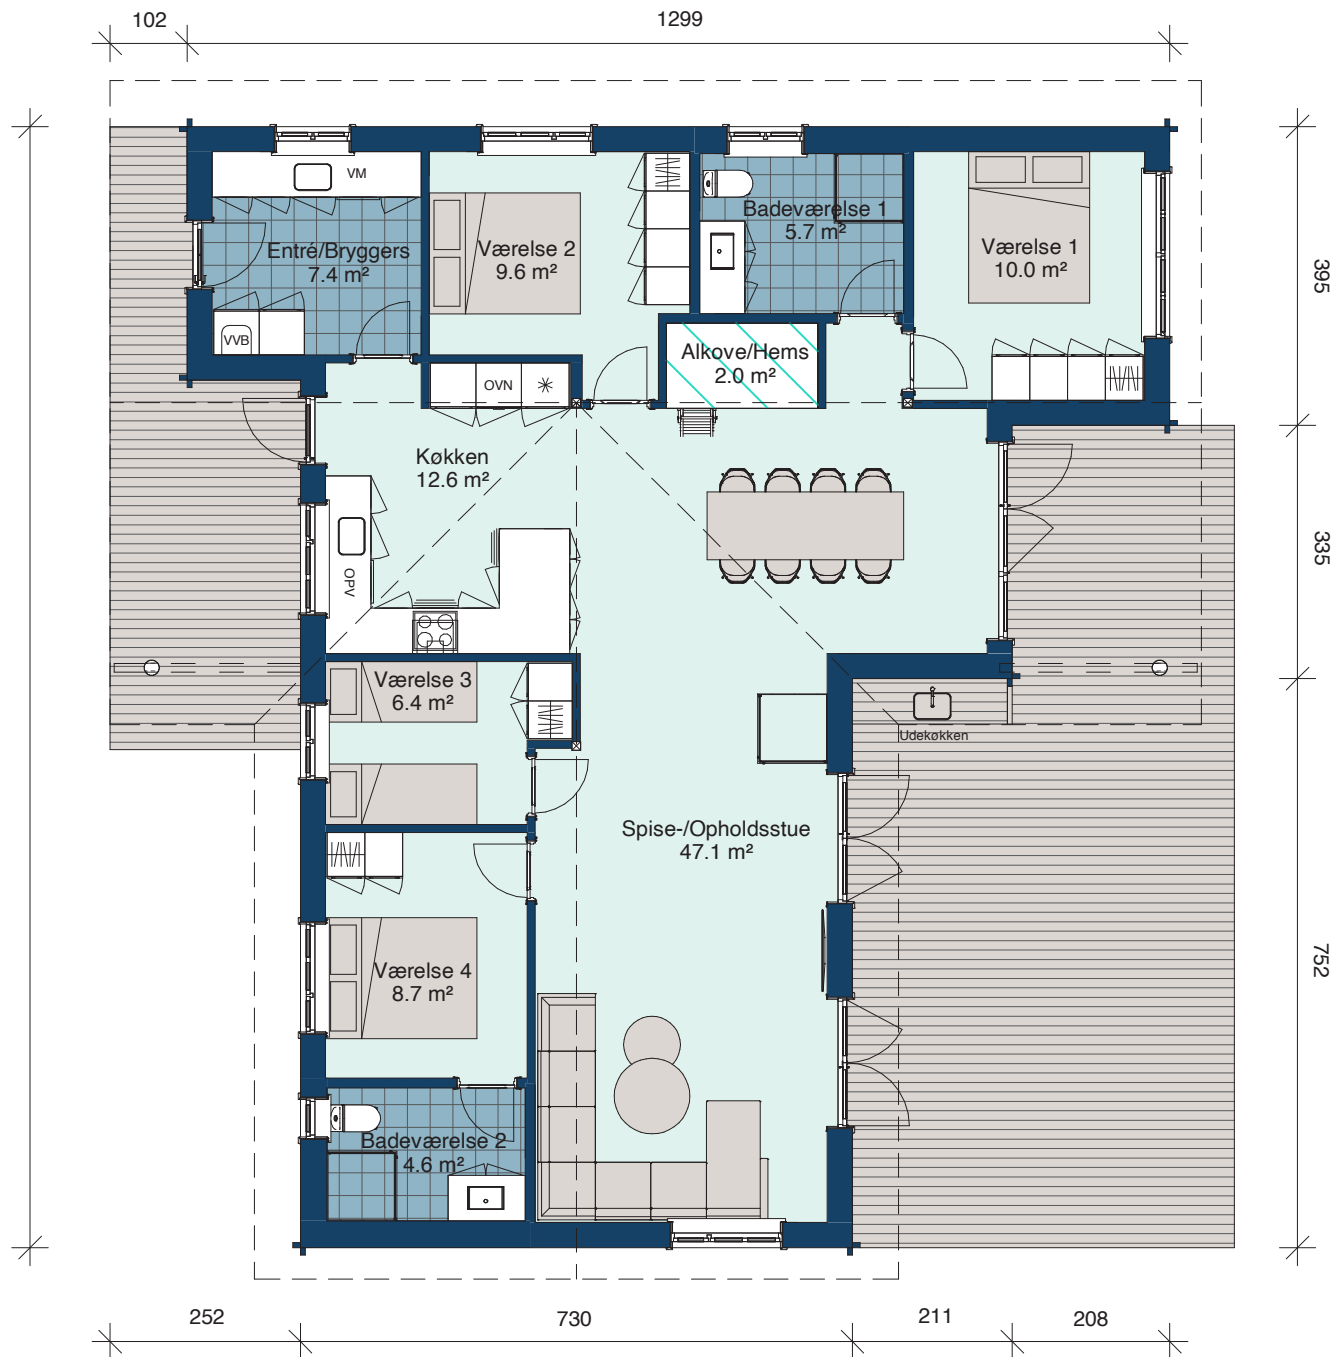 102
1299
VM
Entré/Bryggers
7.4 m²
VVB
Værelse 2
9.6 m²
Badeværelse 1
5.7 m²
Værelse 1
10.0 m²
395
Alkove/Hems
2.0 m²
OVN
Køkken
12.6 m²
OPV
335
Værelse 3
6.4 m²
Udekøkken
Spise-/Opholdsstue
47.1 m²
Værelse 4
8.7 m²
752
Badeværelse 2
4.6 m²
252
730
211
208